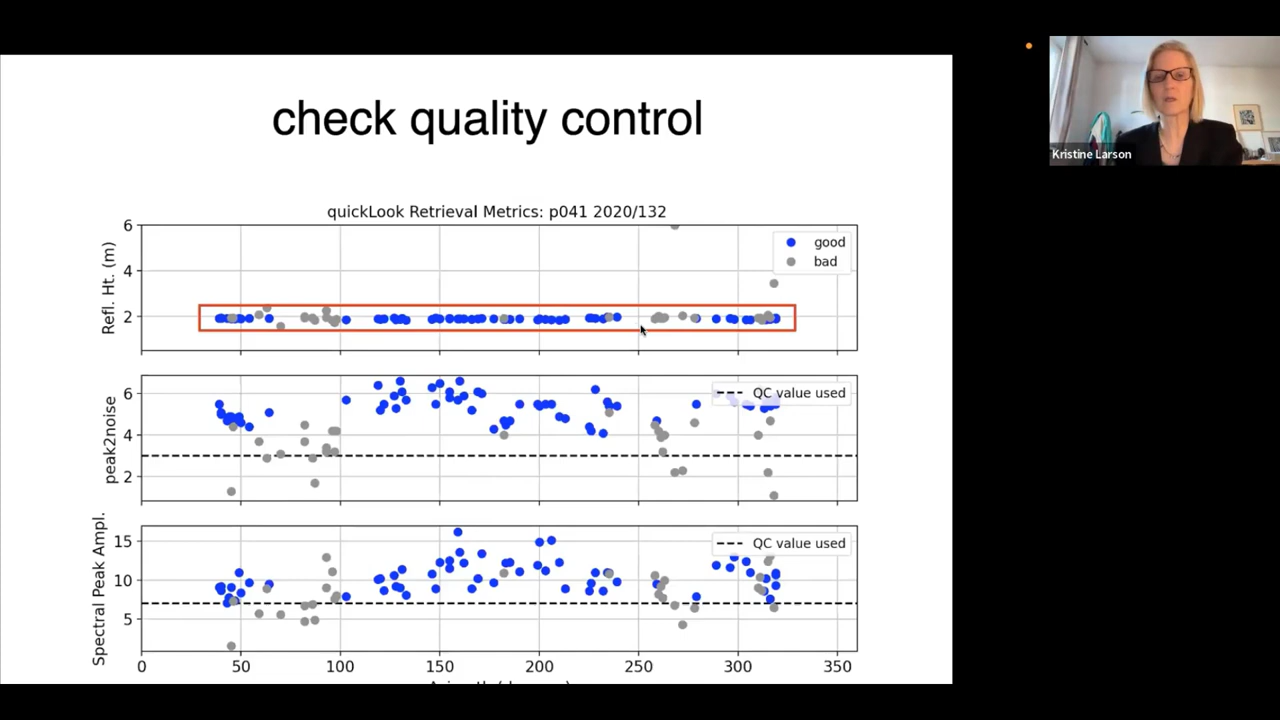 check quality control
Kristine Larson
quickLook Retrieval Metrics: p041 2020/132
Refl. Ht. (m)
6
4
2
good
bad
peak2noise
6
4
2
QC value used
Spectral Peak Ampl.
15
10
5
QC value used
0 50 100 150 200 250 300 350